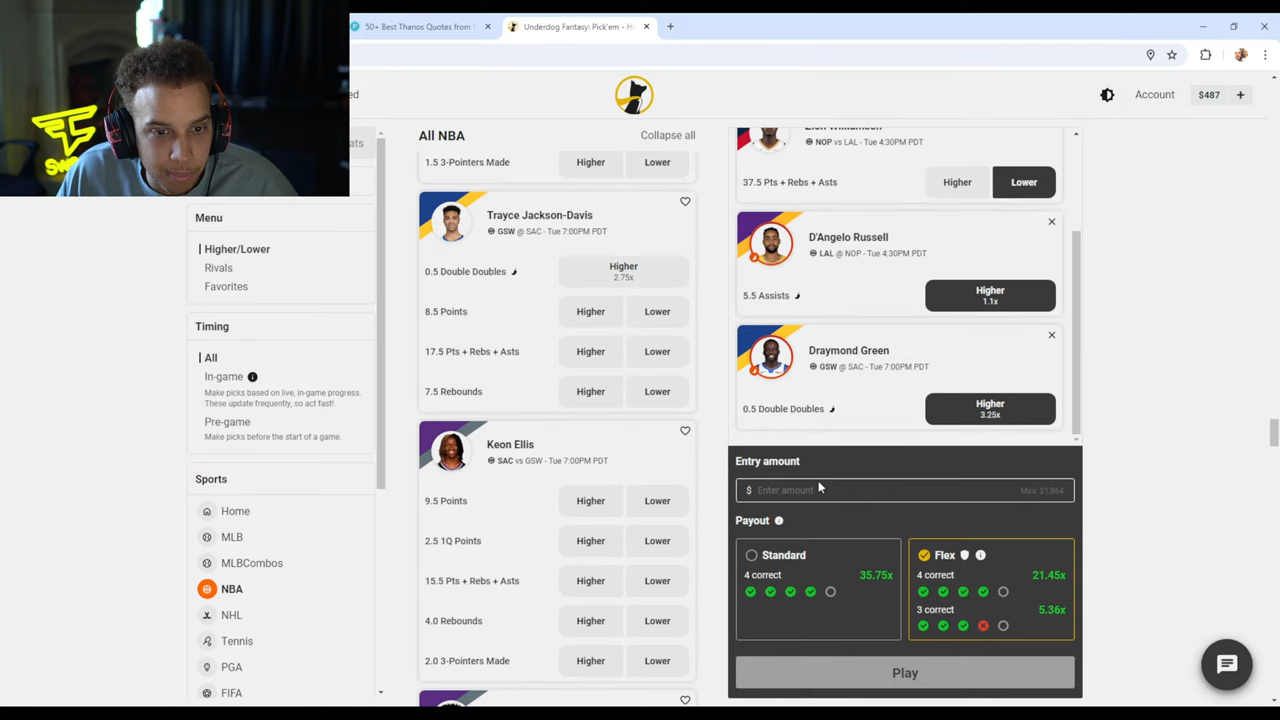 50+ Best Thanos Quotes from
Underdog Fantasy: Pick'em - H
Account
$487
+
ed
ats
Menu
Higher/Lower
Rivals
Favorites
Timing
All
In-game
Make picks based on live, in-game progress.
These update frequently, so act fast!
Pre-game
Make picks before the start of a game.
Sports
Home
MLB
MLBCombos
NBA
NHL
Tennis
PGA
FIFA
All NBA
Collapse all
1.5 3-Pointers Made Higher Lower
Trayce Jackson-Davis
GSW @ SAC - Tue 7:00PM PDT
0.5 Double Doubles Higher
2.75x
8.5 Points Higher Lower
17.5 Pts + Rebs + Asts Higher Lower
7.5 Rebounds Higher Lower
Keon Ellis
SAC vs GSW - Tue 7:00PM PDT
9.5 Points Higher Lower
2.5 1Q Points Higher Lower
15.5 Pts + Rebs + Asts Higher Lower
4.0 Rebounds Higher Lower
2.0 3-Pointers Made Higher Lower
Zion Williamson
NOP vs LAL - Tue 4:30PM PDT
37.5 Pts + Rebs + Asts Higher Lower
D'Angelo Russell
LAL @ NOP - Tue 4:30PM PDT
5.5 Assists Higher
1.1x
Draymond Green
GSW @ SAC - Tue 7:00PM PDT
0.5 Double Doubles Higher
3.25x
Entry amount
$ Enter amount Max: $1,864
Payout
Standard
4 correct 35.75x
Flex
4 correct 21.45x
3 correct 5.36x
Play